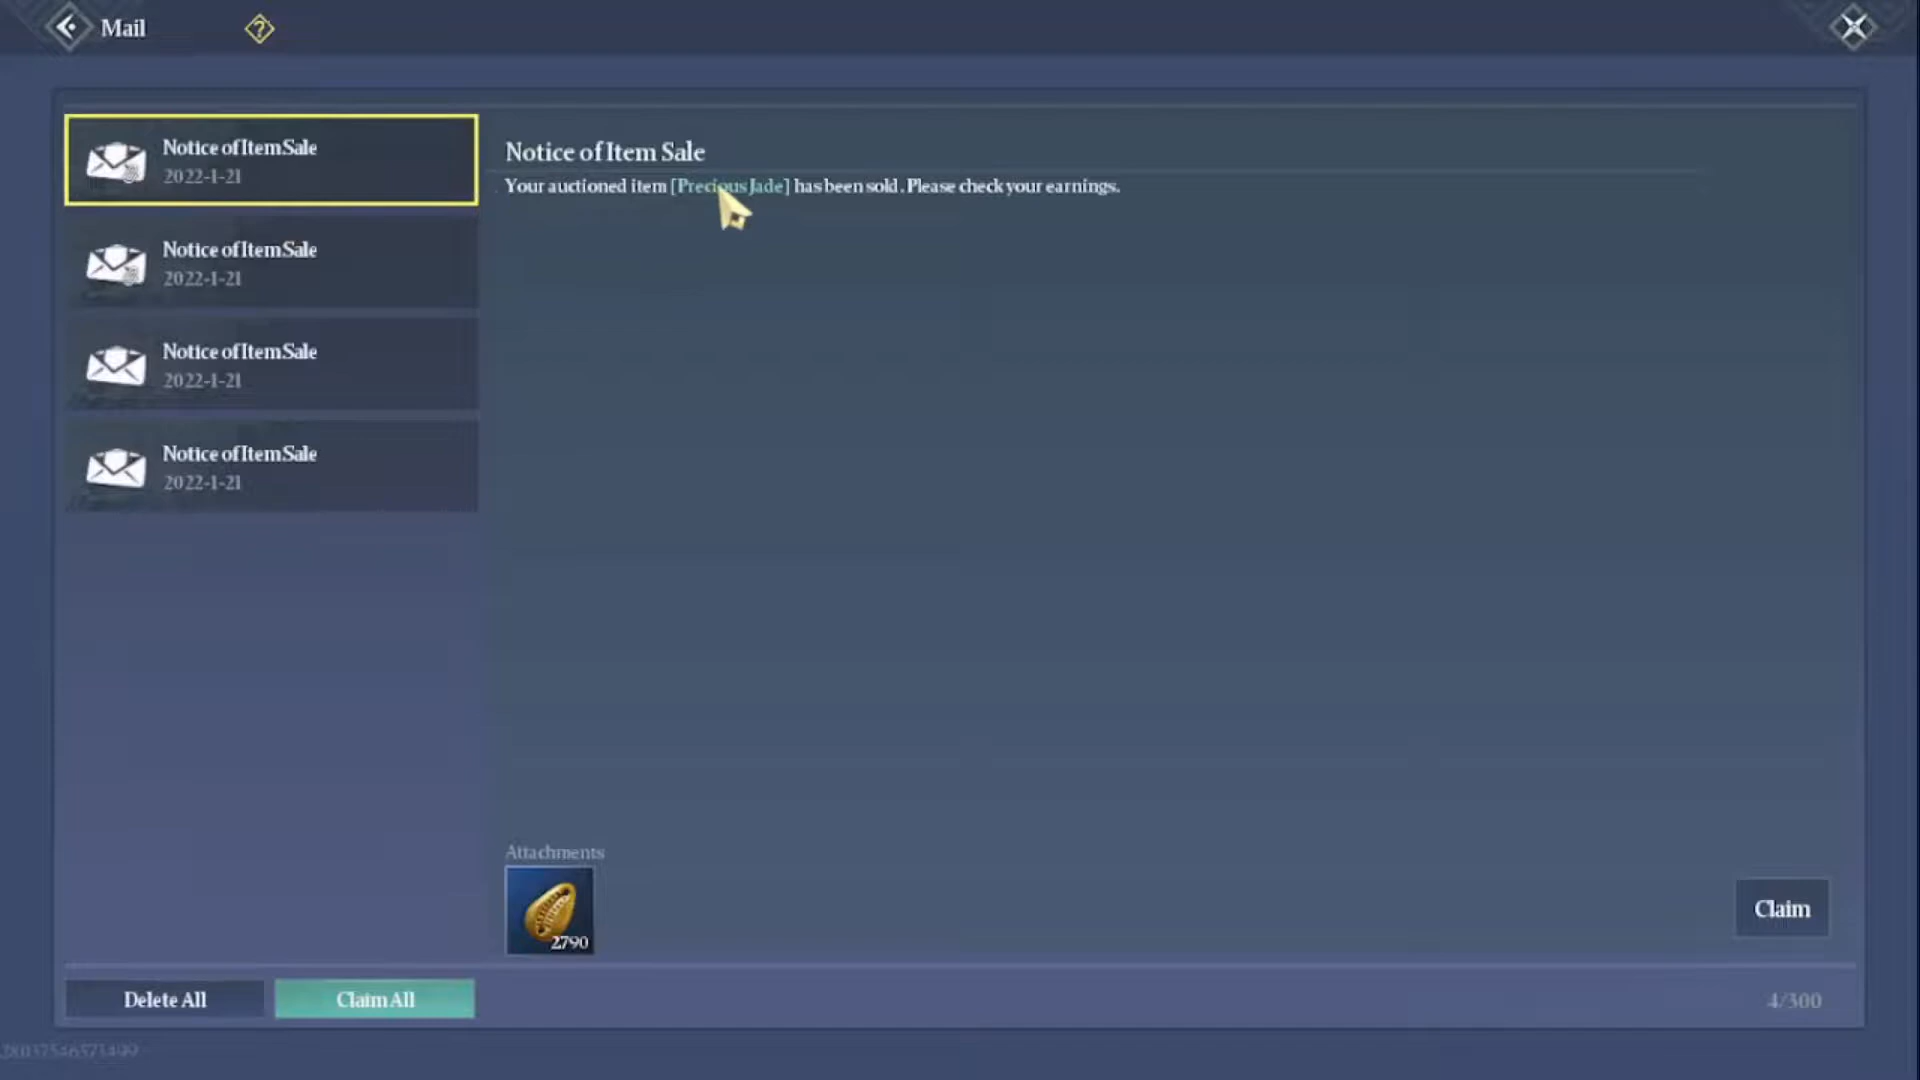 Mail
?
Notice of Item Sale
2022-1-21
Notice of Item Sale
2022-1-21
Notice of Item Sale
2022-1-21
Notice of Item Sale
2022-1-21
Notice of Item Sale
Your auctioned item [Precious Jade] has been sold. Please check your earnings.
Attachments
2790
Claim
Delete All
Claim All
4/300